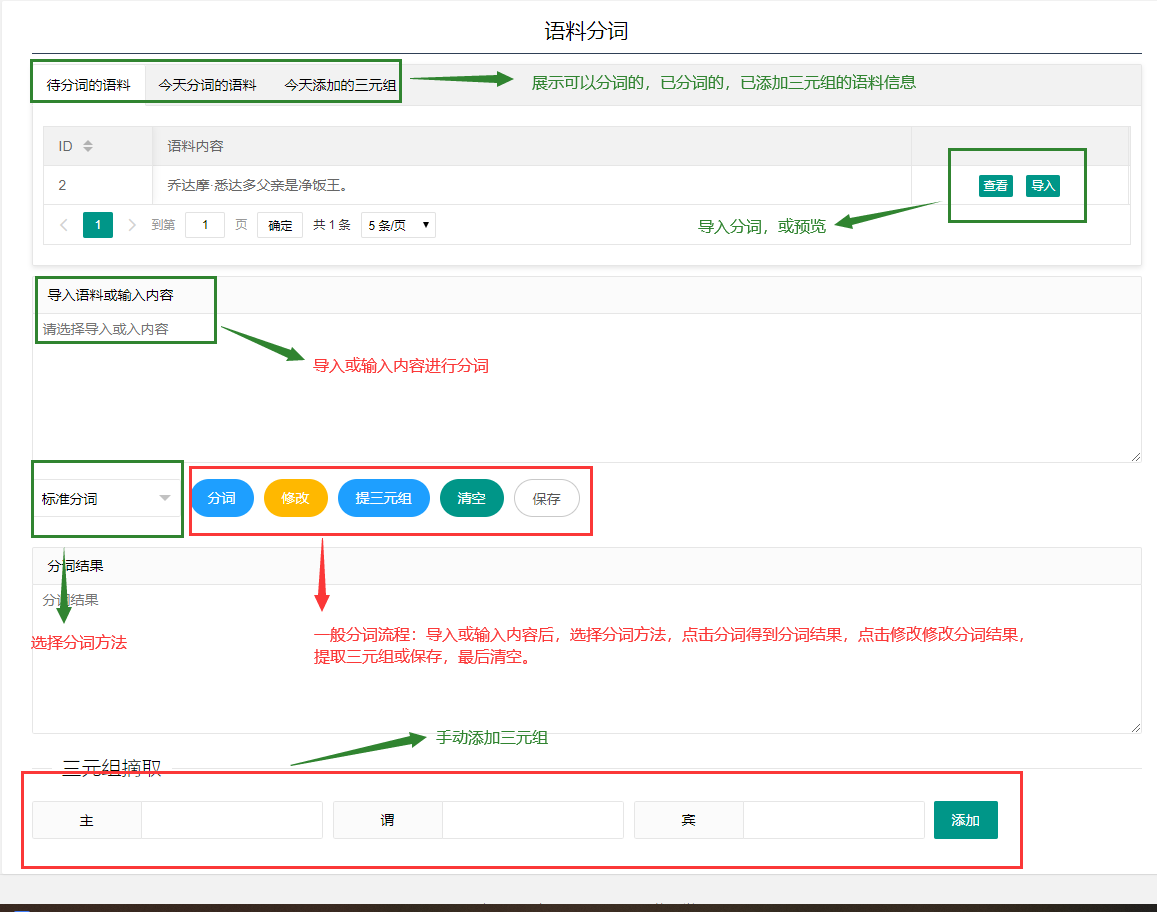 语料分词
待分词的语料 今天分词的语料 今天添加的三元组
展示可以分词的，已分词的，已添加三元组的语料信息
ID 语料内容
2 乔达摩·悉达多父亲是净饭王。 查看 导入
1 到第 1 页 确定 共 1 条 5 条/页
导入分词，或预览
导入语料或输入内容
请选择导入或入内容
导入或输入内容进行分词
标准分词 分词 修改 提三元组 清空 保存
分词结果
分词结果
选择分词方法
一般分词流程：导入或输入内容后，选择分词方法，点击分词得到分词结果，点击修改修改分词结果，
提取三元组或保存，最后清空。
手动添加三元组
三元组摘取
主 谓 宾 添加